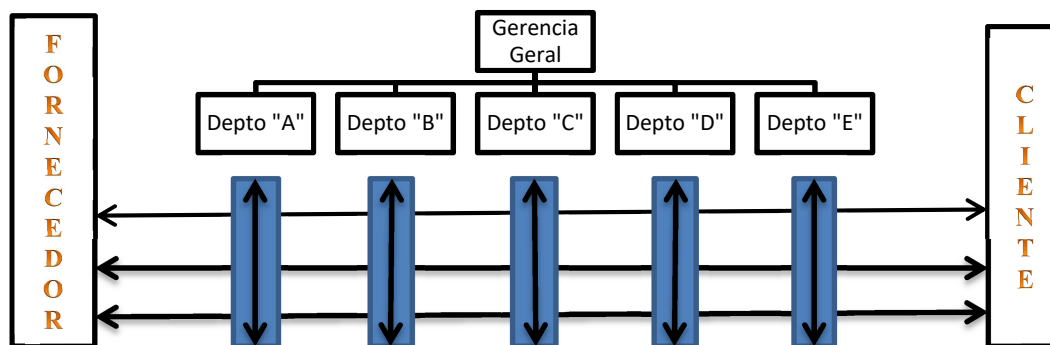 FORNECEDOR
Gerencia
Geral
Depto "A"
Depto "B"
Depto "C"
Depto "D"
Depto "E"
CLIENTE